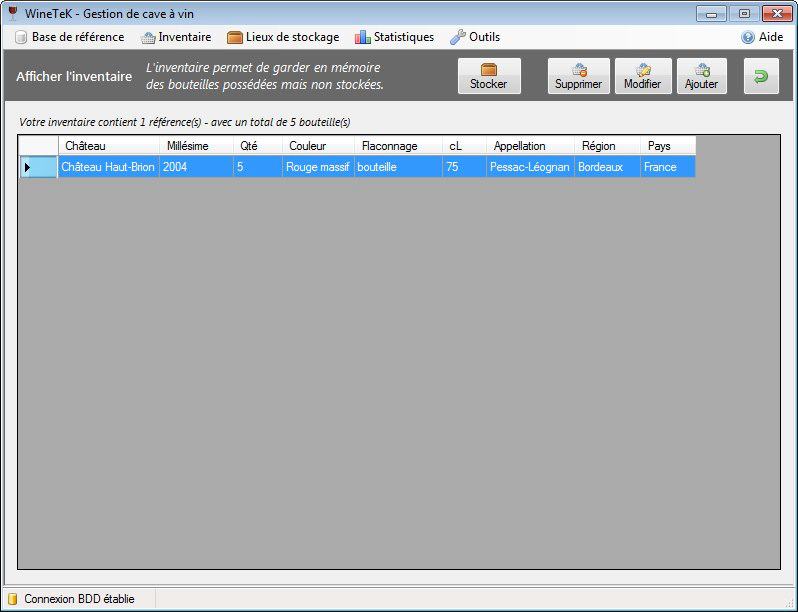 WineTeK - Gestion de cave à vin
Base de référence Inventaire Lieux de stockage Statistiques Outils Aide
Afficher l'inventaire
L'inventaire permet de garder en mémoire
des bouteilles possédées mais non stockées.
Stocker Supprimer Modifier Ajouter
Votre inventaire contient 1 référence(s) - avec un total de 5 bouteille(s)
Château Millésime Qté Couleur Flaconnage cL Appellation Région Pays
Château Haut-Brion 2004 5 Rouge massif bouteille 75 Pessac-Léognan Bordeaux France
Connexion BDD établie